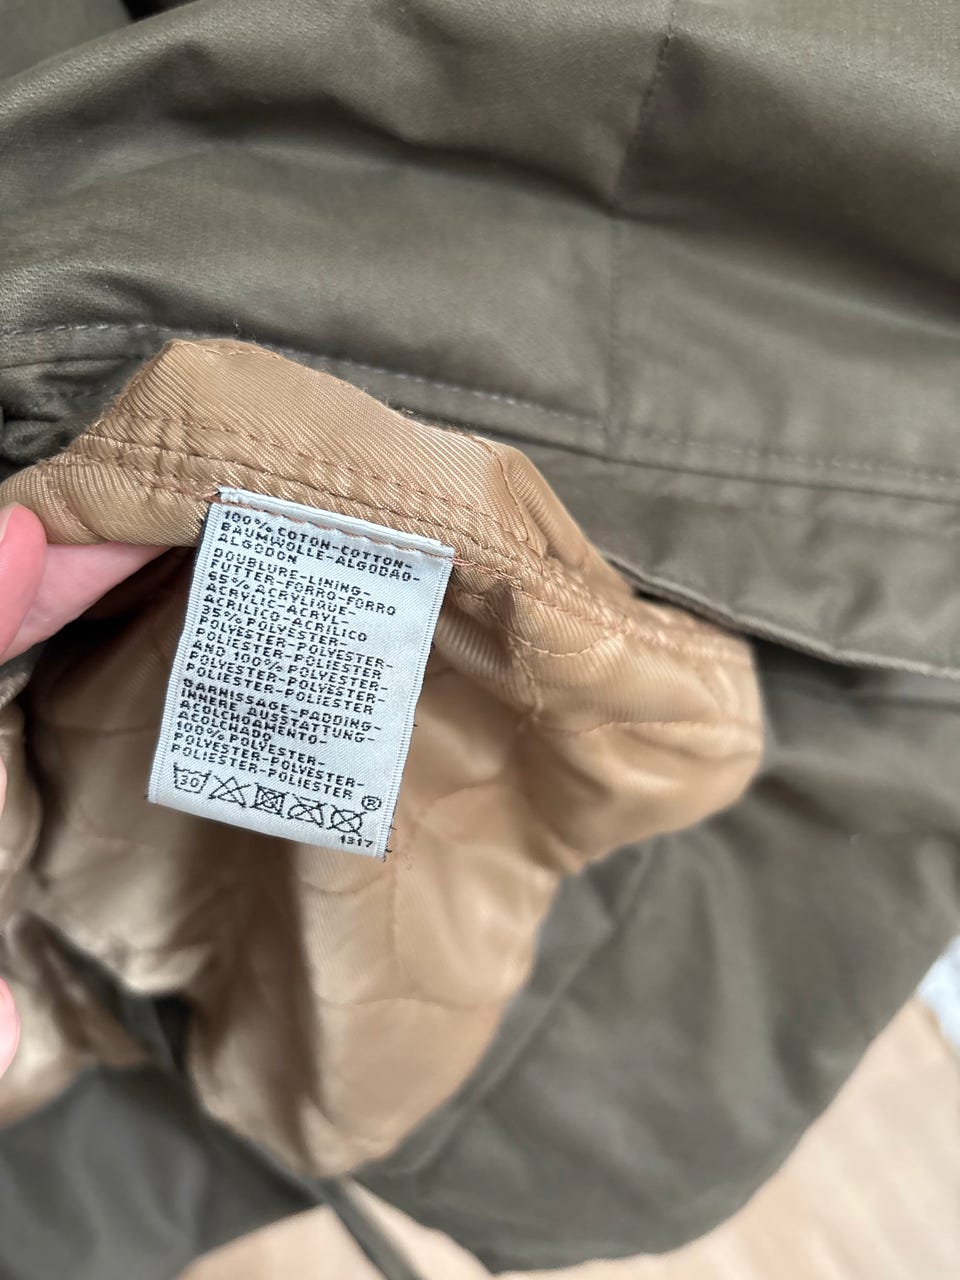 100% COTON-COTTON-
BAUMWOLLE-ALGODAO-
ALGODON
DOUBLURE-LINING-
FUTTER-FORRO-FORRO
65% ACRYLIQUE-
ACRYLIC-ACRYL-
ACRILICO-ACRILICO
35% POLYESTER-
POLYESTER-POLYESTER-
POLIESTER-POLIESTER
AND 100% POLYESTER-
POLYESTER-POLYESTER-
POLIESTER-POLIESTER
GARNISSAGE-PADDING-
INNERE AUSSTATTUNG-
ACOLCHOAMENTO-
ACOLCHADO
100% POLYESTER-
POLYESTER-POLYESTER-
POLIESTER-POLIESTER
30 ®
1317